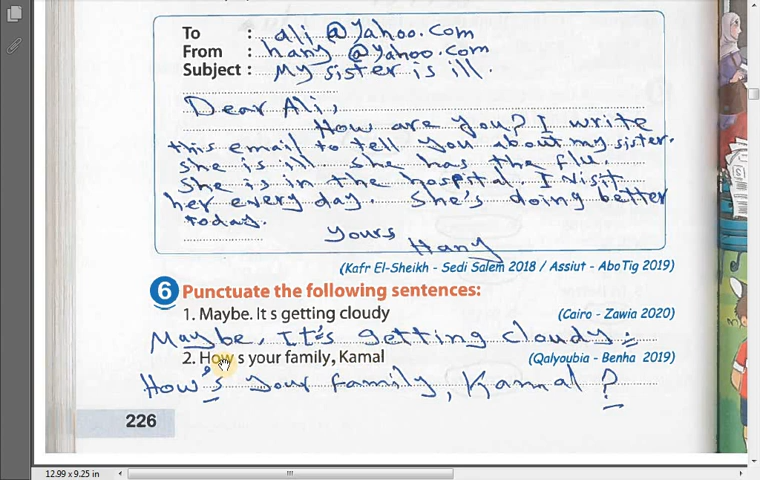 To : ali @Yahoo.com
From : hany @Yahoo.com
Subject : My sister is ill.
Dear Ali,
How are you? I write
this email to tell you about my sister.
She is ill. She has the flu.
She is in the hospital. I visit
her every day. She's doing better
today.
Yours
Hany
(Kafr El-Sheikh - Sedi Salem 2018 / Assiut - Abo Tig 2019)
6 Punctuate the following sentences:
1. Maybe. It s getting cloudy (Cairo - Zawia 2020)
Maybe, It's getting cloudy.
2. How s your family, Kamal (Qalyoubia - Benha 2019)
How's your family, Kamal?
226
12.99 x 9.25 in